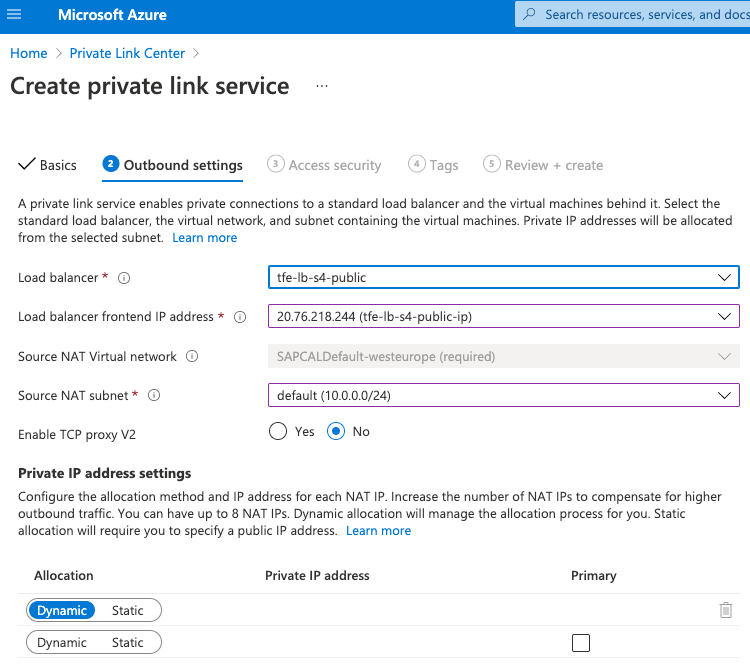 Microsoft Azure
Search resources, services, and docs
Home > Private Link Center >
Create private link service ...
Basics
2 Outbound settings
3 Access security
4 Tags
5 Review + create
A private link service enables private connections to a standard load balancer and the virtual machines behind it. Select the
standard load balancer, the virtual network, and subnet containing the virtual machines. Private IP addresses will be allocated
from the selected subnet. Learn more
Load balancer *
tfe-lb-s4-public
Load balancer frontend IP address *
20.76.218.244 (tfe-lb-s4-public-ip)
Source NAT Virtual network
SAPCALDefault-westeurope (required)
Source NAT subnet *
default (10.0.0.0/24)
Enable TCP proxy V2
Yes No
Private IP address settings
Configure the allocation method and IP address for each NAT IP. Increase the number of NAT IPs to compensate for higher
outbound traffic. You can have up to 8 NAT IPs. Dynamic allocation will manage the allocation process for you. Static
allocation will require you to specify a public IP address. Learn more
Allocation Private IP address Primary
Dynamic Static
Dynamic Static